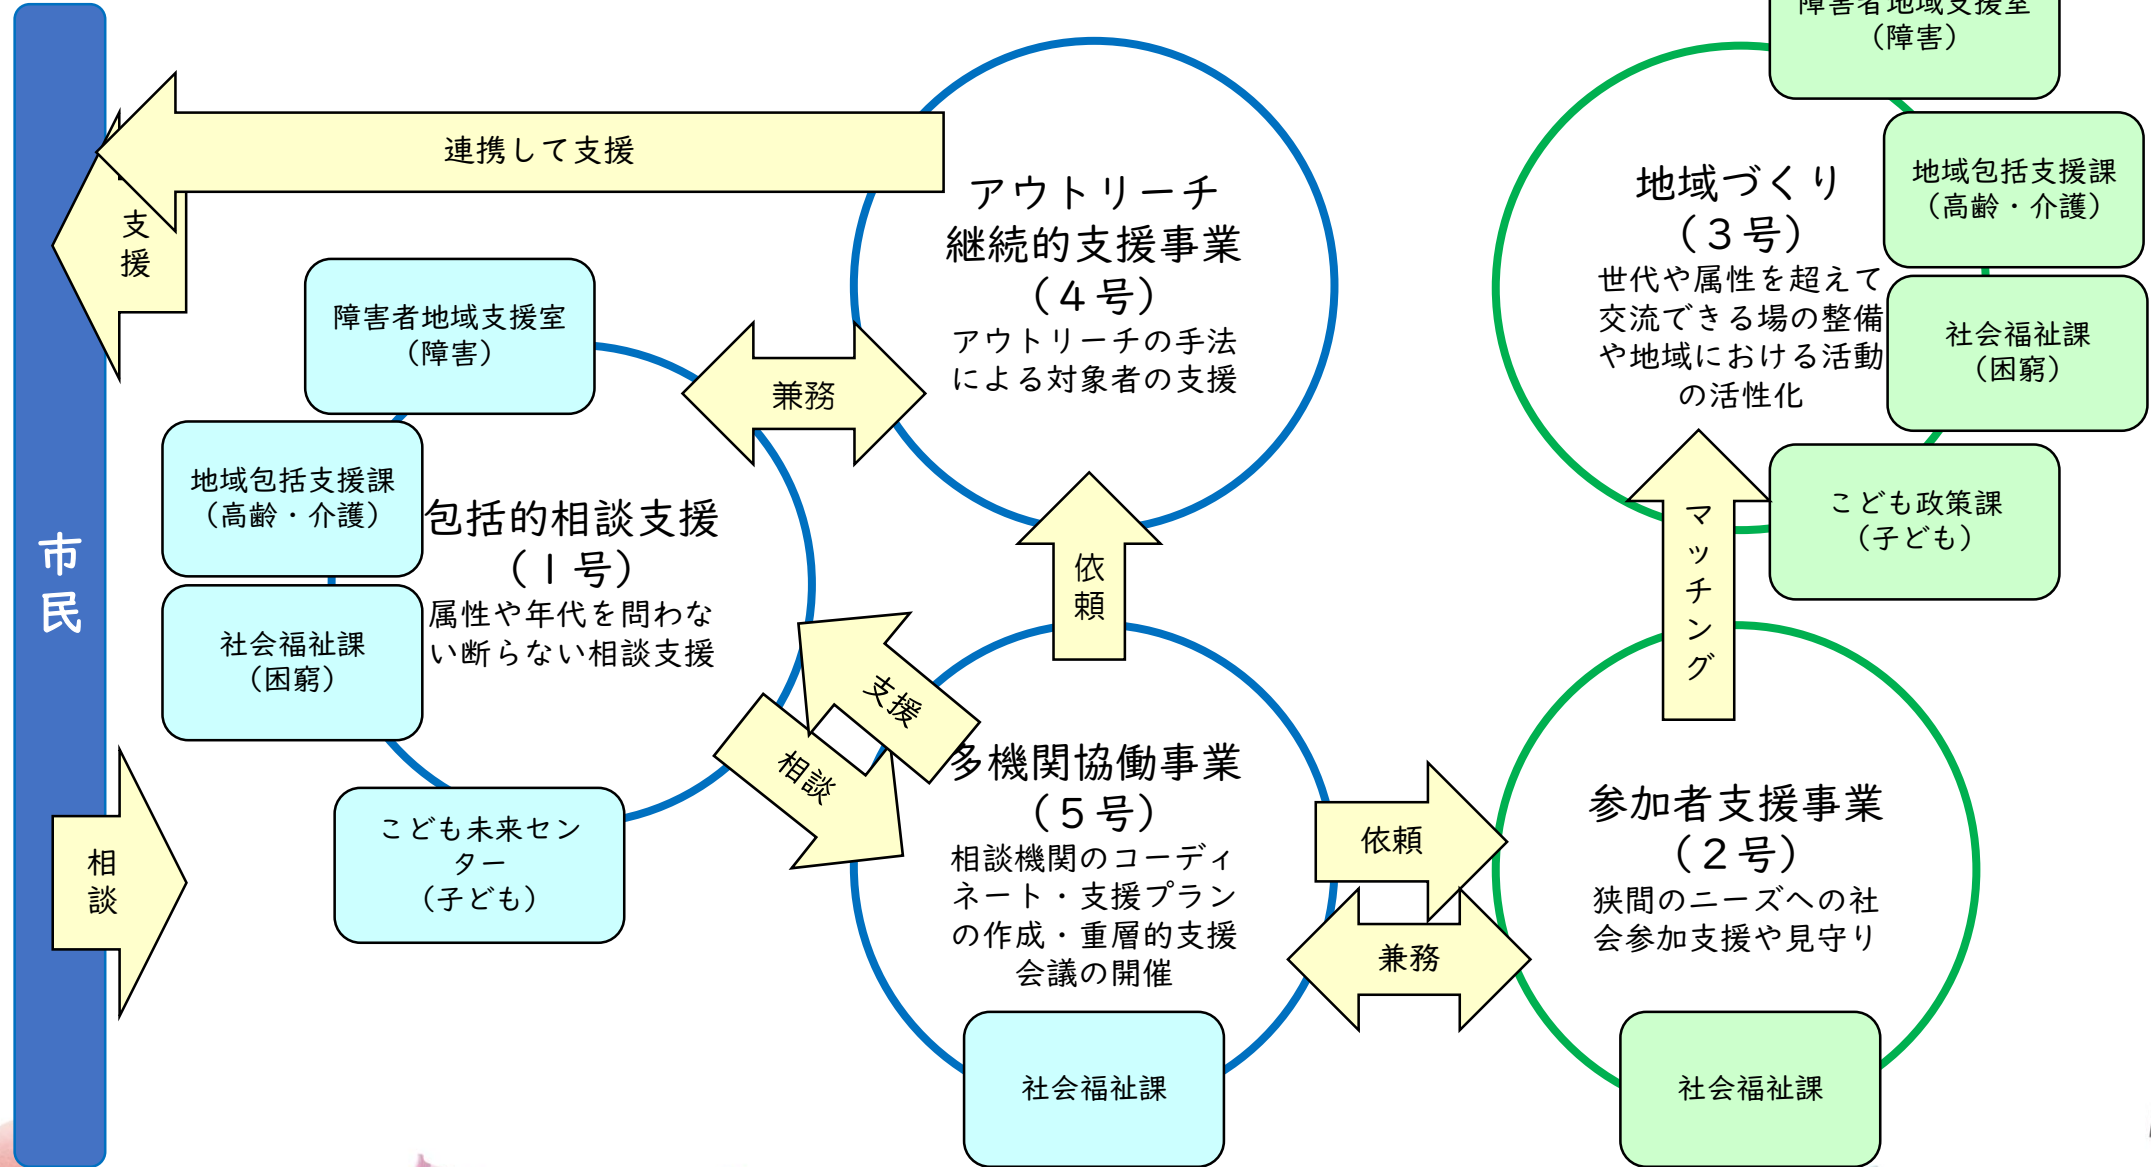 市
民
連携して支援
支
援
相
談
障害者地域支援室
（障害）
地域包括支援課
（高齢・介護）
社会福祉課
（困窮）
こども未来セン
ター
（子ども）
包括的相談支援
（１号）
属性や年代を問わな
い断らない相談支援
兼務
アウトリーチ
継続的支援事業
（４号）
アウトリーチの手法
による対象者の支援
依
頼
支援
相談
多機関協働事業
（５号）
相談機関のコーディ
ネート・支援プラン
の作成・重層的支援
会議の開催
社会福祉課
依頼
兼務
参加者支援事業
（２号）
狭間のニーズへの社
会参加支援や見守り
社会福祉課
マ
ッ
チ
ン
グ
地域づくり
（３号）
世代や属性を超えて
交流できる場の整備
や地域における活動
の活性化
障害者地域支援室
（障害）
地域包括支援課
（高齢・介護）
社会福祉課
（困窮）
こども政策課
（子ども）